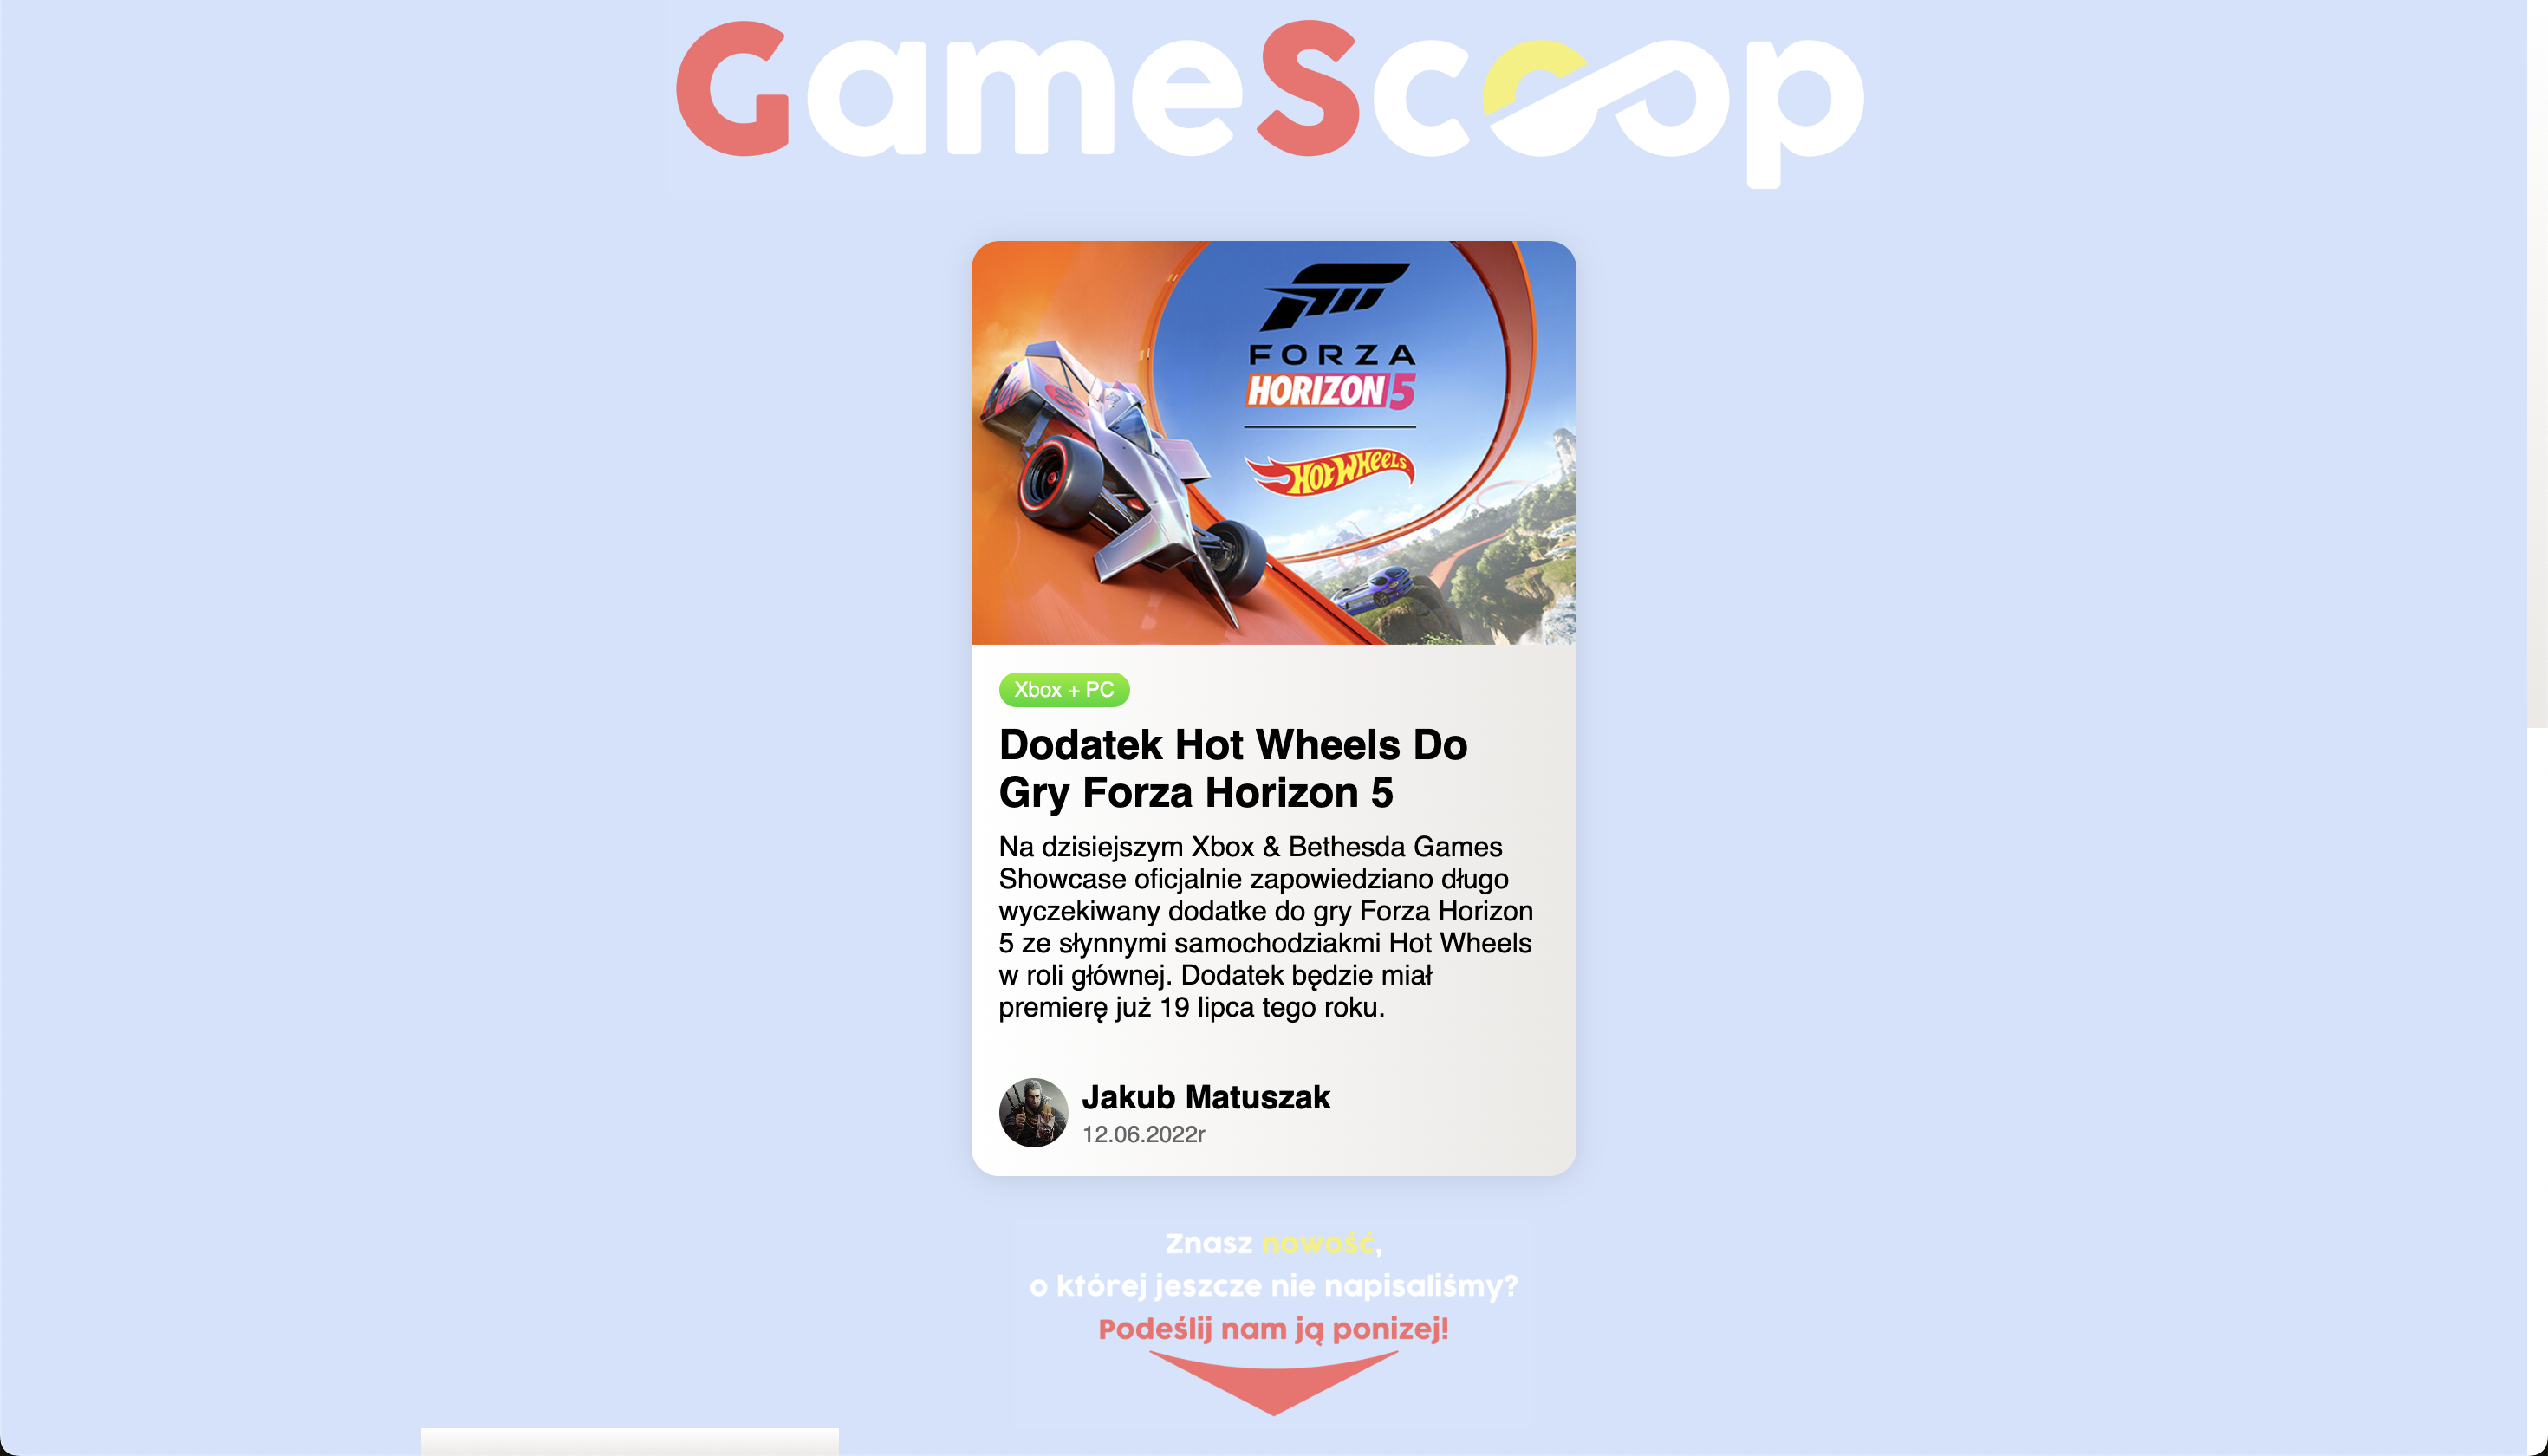 GameScoop
FORZA
HORIZON 5
HOT WHEELS
Xbox + PC
Dodatek Hot Wheels Do
Gry Forza Horizon 5
Na dzisiejszym Xbox & Bethesda Games
Showcase oficjalnie zapowiedziano długo
wyczekiwany dodatke do gry Forza Horizon
5 ze słynnymi samochodziakmi Hot Wheels
w roli głównej. Dodatek będzie miał
premierę już 19 lipca tego roku.
Jakub Matuszak
12.06.2022r
Znasz nowość,
o której jeszcze nie napisaliśmy?
Podeślij nam ją ponizej!